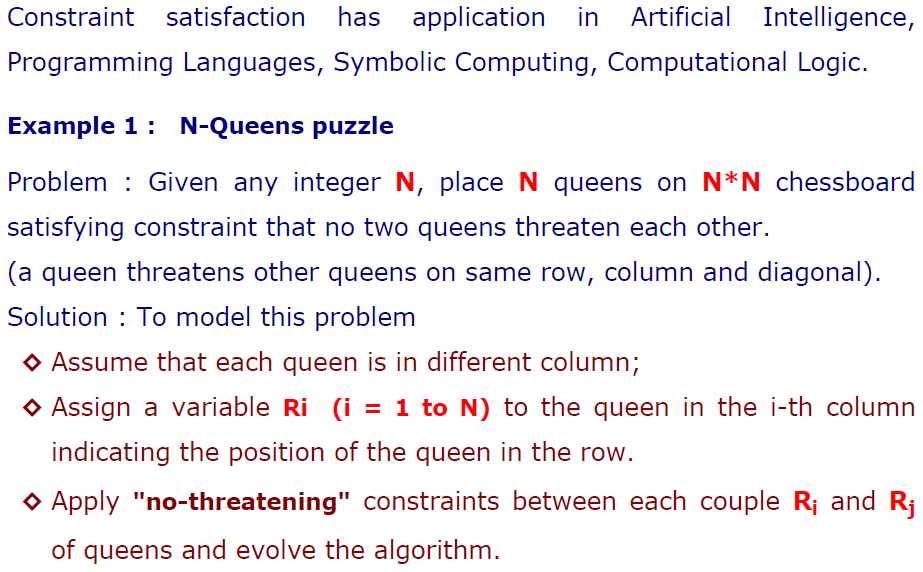 Constraint satisfaction has application in Artificial Intelligence,
Programming Languages, Symbolic Computing, Computational Logic.
Example 1 : N-Queens puzzle
Problem : Given any integer N, place N queens on N*N chessboard
satisfying constraint that no two queens threaten each other.
(a queen threatens other queens on same row, column and diagonal).
Solution : To model this problem
◇ Assume that each queen is in different column;
◇ Assign a variable Ri (i = 1 to N) to the queen in the i-th column
indicating the position of the queen in the row.
◇ Apply "no-threatening" constraints between each couple Ri and Rj
of queens and evolve the algorithm.